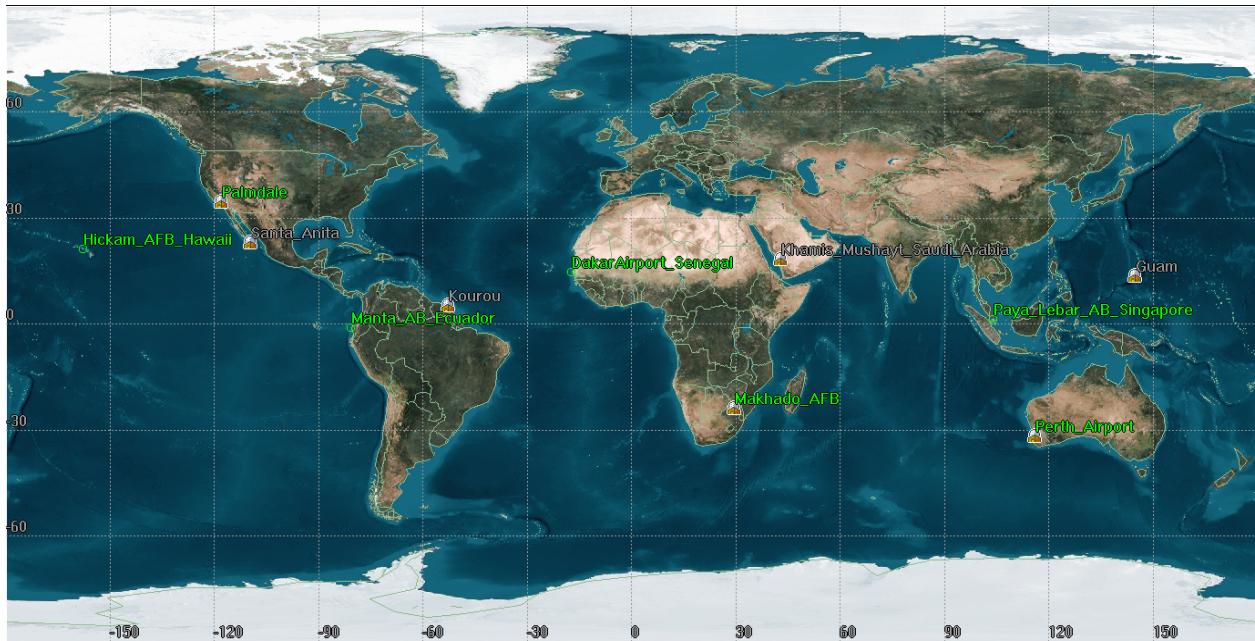 60
Palmdale
30
Hickam_AFB_Hawaii
Santa_Anita
Khamis_Mushayt_Saudi_Arabia
DakarAirport_Senegal
Guam
Kourou
Paya_Lebar_AB_Singapore
0
Manta_AB_Ecuador
Makhado_AFB
-30
Perth_Airport
-60
-150 -120 -90 -60 -30 0 30 60 90 120 150